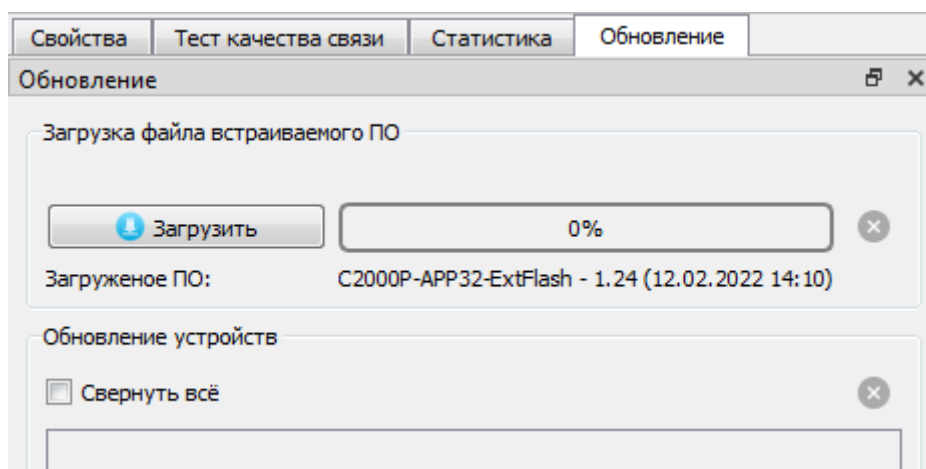 Свойства Тест качества связи Статистика Обновление
Обновление
Загрузка файла встраиваемого ПО
Загрузить 0%
Загруженое ПО: C2000P-APP32-ExtFlash - 1.24 (12.02.2022 14:10)
Обновление устройств
Свернуть всё